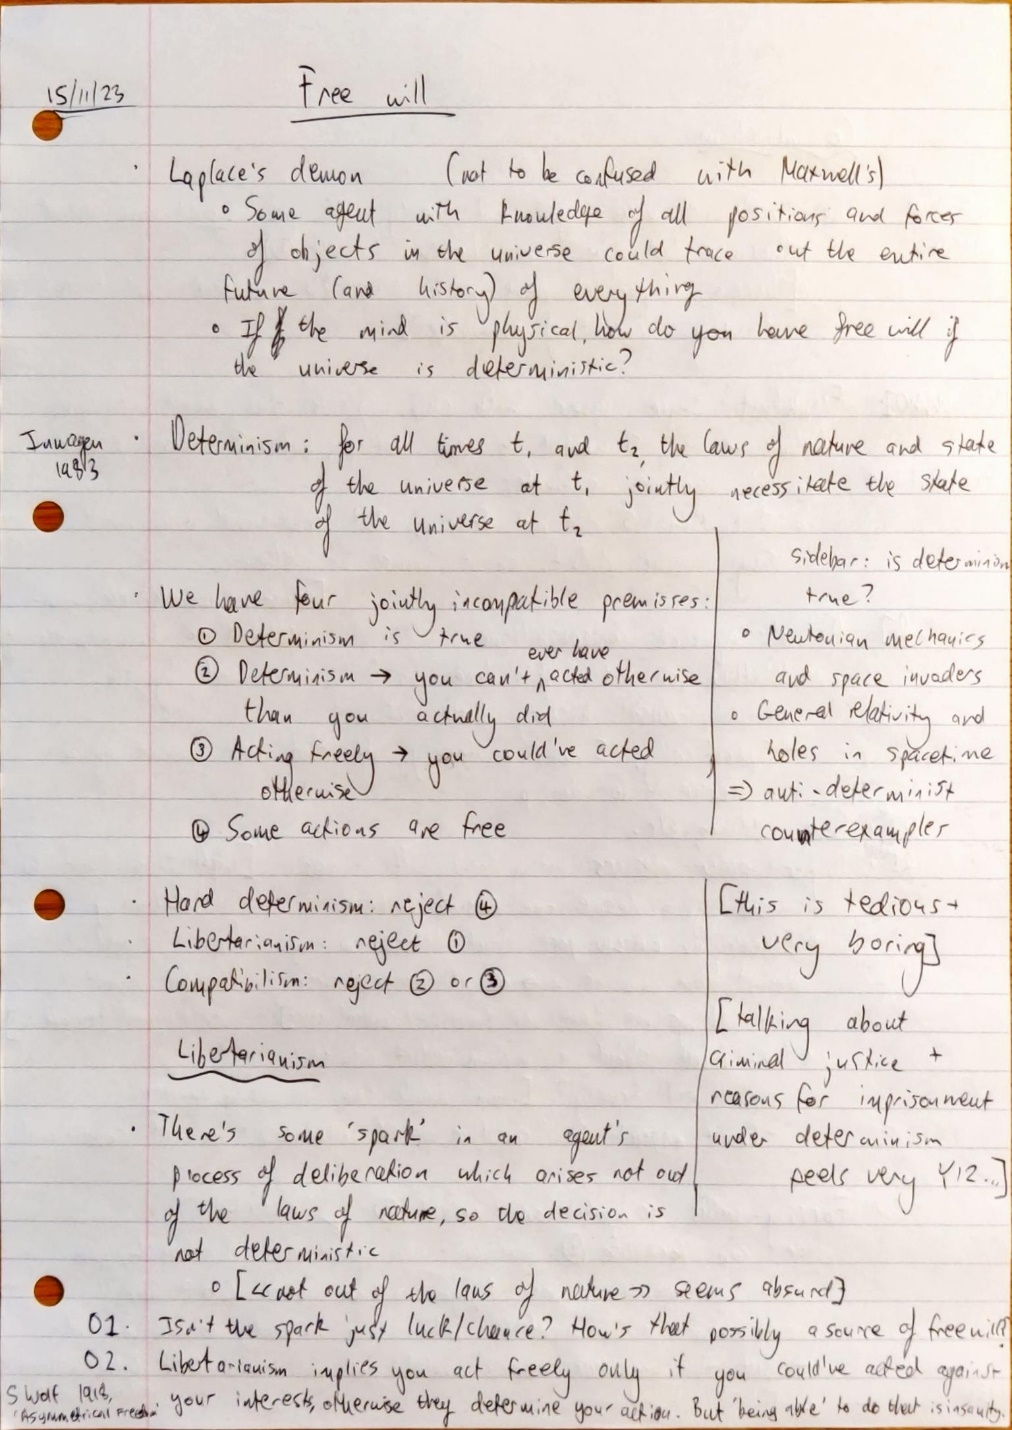 15/11/23
Free will
· Laplace's demon (not to be confused with Maxwell's)
∘ Some agent with knowledge of all positions and forces
of objects in the universe could trace out the entire
future (and history) of everything
∘ If the mind is physical, how do you have free will if
the universe is deterministic?
Inwagen
1983
· Determinism: for all times t₁ and t₂, the laws of nature and state
of the universe at t₁ jointly necessitate the state
of the universe at t₂
· We have four jointly incompatible premisses:
① Determinism is true
② Determinism → you can't ever have acted otherwise
than you actually did
③ Acting freely → you could've acted
otherwise
④ Some actions are free
sidebar: is determinism
true?
∘ Newtonian mechanics
and space invaders
∘ General relativity and
holes in spacetime
⇒ anti-determinist
counterexamples
· Hard determinism: reject ④
· Libertarianism: reject ①
· Compatibilism: reject ② or ③
[this is tedious +
very boring]
[talking about
criminal justice +
reasons for imprisonment
under determinism
feels very Y12...]
Libertarianism
· There's some 'spark' in an agent's
process of deliberation which arises not out
of the laws of nature, so the decision is
not deterministic
∘ [<<not out of the laws of nature>> seems absurd]
O1. Isn't the spark just luck/chance? How's that possibly a source of free will?
O2. Libertarianism implies you act freely only if you could've acted against
your interests, otherwise they determine your action. But 'being able' to do that is insanity.
S Wolf
'Asymmetrical Freedom'